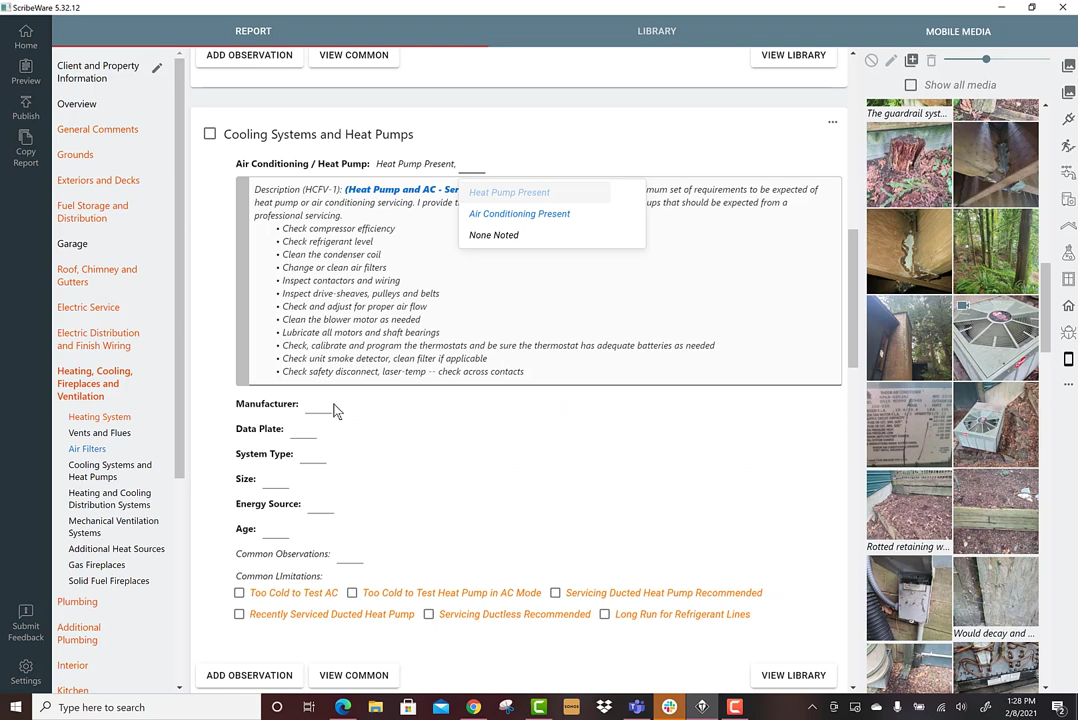 ScribeWare 5.32.12
REPORT
LIBRARY
MOBILE MEDIA
Home
Preview
Publish
Copy
Report
Submit
Feedback
Settings
Client and Property
Information
Overview
General Comments
Grounds
Exteriors and Decks
Fuel Storage and
Distribution
Garage
Roof, Chimney and
Gutters
Electric Service
Electric Distribution
and Finish Wiring
Heating, Cooling,
Fireplaces and
Ventilation
Heating System
Vents and Flues
Air Filters
Cooling Systems and
Heat Pumps
Heating and Cooling
Distribution Systems
Mechanical Ventilation
Systems
Additional Heat Sources
Gas Fireplaces
Solid Fuel Fireplaces
Plumbing
Additional
Plumbing
Interior
Kitchen
ADD OBSERVATION
VIEW COMMON
VIEW LIBRARY
Cooling Systems and Heat Pumps
Air Conditioning / Heat Pump: Heat Pump Present,
Heat Pump Present
Air Conditioning Present
None Noted
Description (HCFV-1): (Heat Pump and AC - Ser mum set of requirements to be expected of
heat pump or air conditioning servicing. I provide t ups that should be expected from a
professional servicing.
• Check compressor efficiency
• Check refrigerant level
• Clean the condenser coil
• Change or clean air filters
• Inspect contactors and wiring
• Inspect drive-sheaves, pulleys and belts
• Check and adjust for proper air flow
• Clean the blower motor as needed
• Lubricate all motors and shaft bearings
• Check, calibrate and program the thermostats and be sure the thermostat has adequate batteries as needed
• Check unit smoke detector, clean filter if applicable
• Check safety disconnect, laser-temp -- check across contacts
Manufacturer:
Data Plate:
System Type:
Size:
Energy Source:
Age:
Common Observations:
Common LImitations:
Too Cold to Test AC
Too Cold to Test Heat Pump in AC Mode
Servicing Ducted Heat Pump Recommended
Recently Serviced Ducted Heat Pump
Servicing Ductless Recommended
Long Run for Refrigerant Lines
ADD OBSERVATION
VIEW COMMON
VIEW LIBRARY
Show all media
The guardrail syst...
Rotted retaining w...
Would decay and ...
Type here to search
SONOS
1:28 PM
2/8/2021